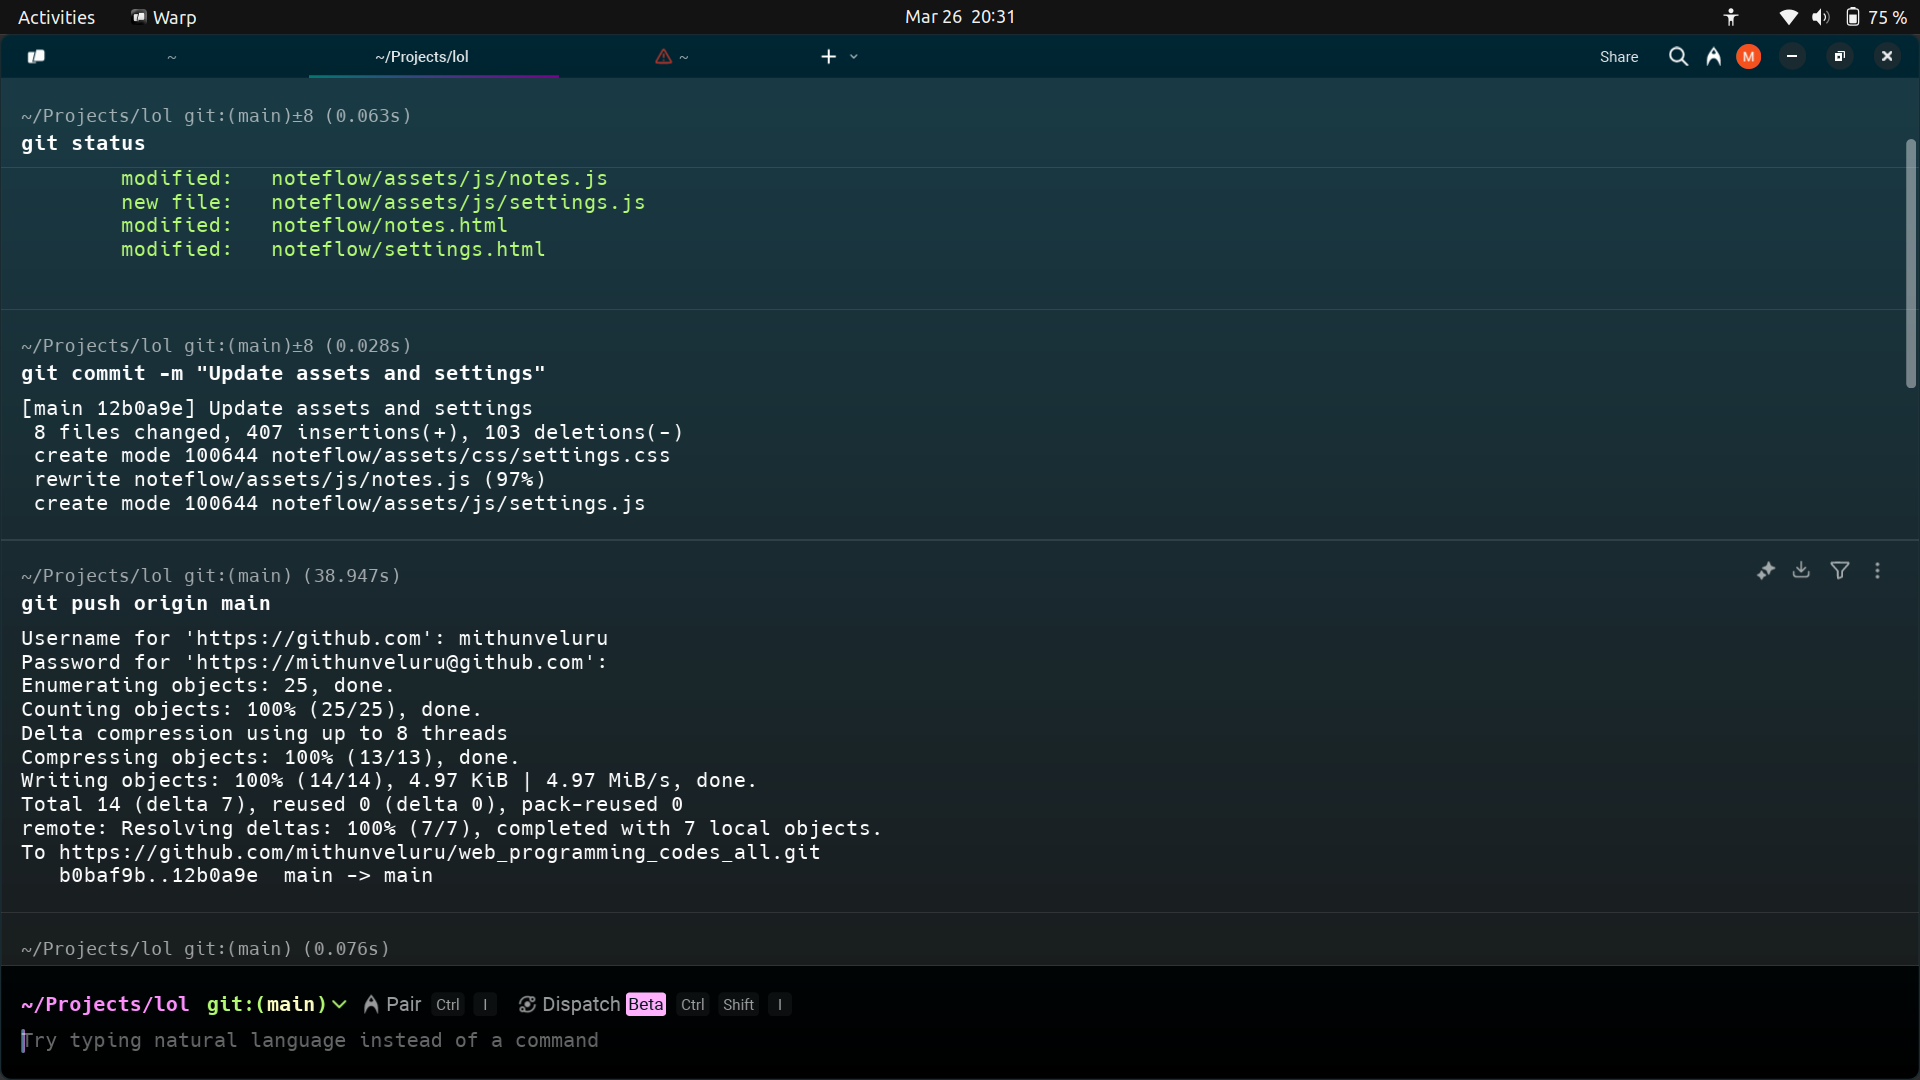 Activities Warp Mar 26 20:31 75 %
~ ~/Projects/lol ~ + Share M
~/Projects/lol git:(main)±8 (0.063s)
git status
modified: noteflow/assets/js/notes.js
new file: noteflow/assets/js/settings.js
modified: noteflow/notes.html
modified: noteflow/settings.html
~/Projects/lol git:(main)±8 (0.028s)
git commit -m "Update assets and settings"
[main 12b0a9e] Update assets and settings
8 files changed, 407 insertions(+), 103 deletions(-)
create mode 100644 noteflow/assets/css/settings.css
rewrite noteflow/assets/js/notes.js (97%)
create mode 100644 noteflow/assets/js/settings.js
~/Projects/lol git:(main) (38.947s)
git push origin main
Username for 'https://github.com': mithunveluru
Password for 'https://mithunveluru@github.com':
Enumerating objects: 25, done.
Counting objects: 100% (25/25), done.
Delta compression using up to 8 threads
Compressing objects: 100% (13/13), done.
Writing objects: 100% (14/14), 4.97 KiB | 4.97 MiB/s, done.
Total 14 (delta 7), reused 0 (delta 0), pack-reused 0
remote: Resolving deltas: 100% (7/7), completed with 7 local objects.
To https://github.com/mithunveluru/web_programming_codes_all.git
b0baf9b..12b0a9e main -> main
~/Projects/lol git:(main) (0.076s)
~/Projects/lol git:(main) Pair Ctrl I Dispatch Beta Ctrl Shift I
Try typing natural language instead of a command